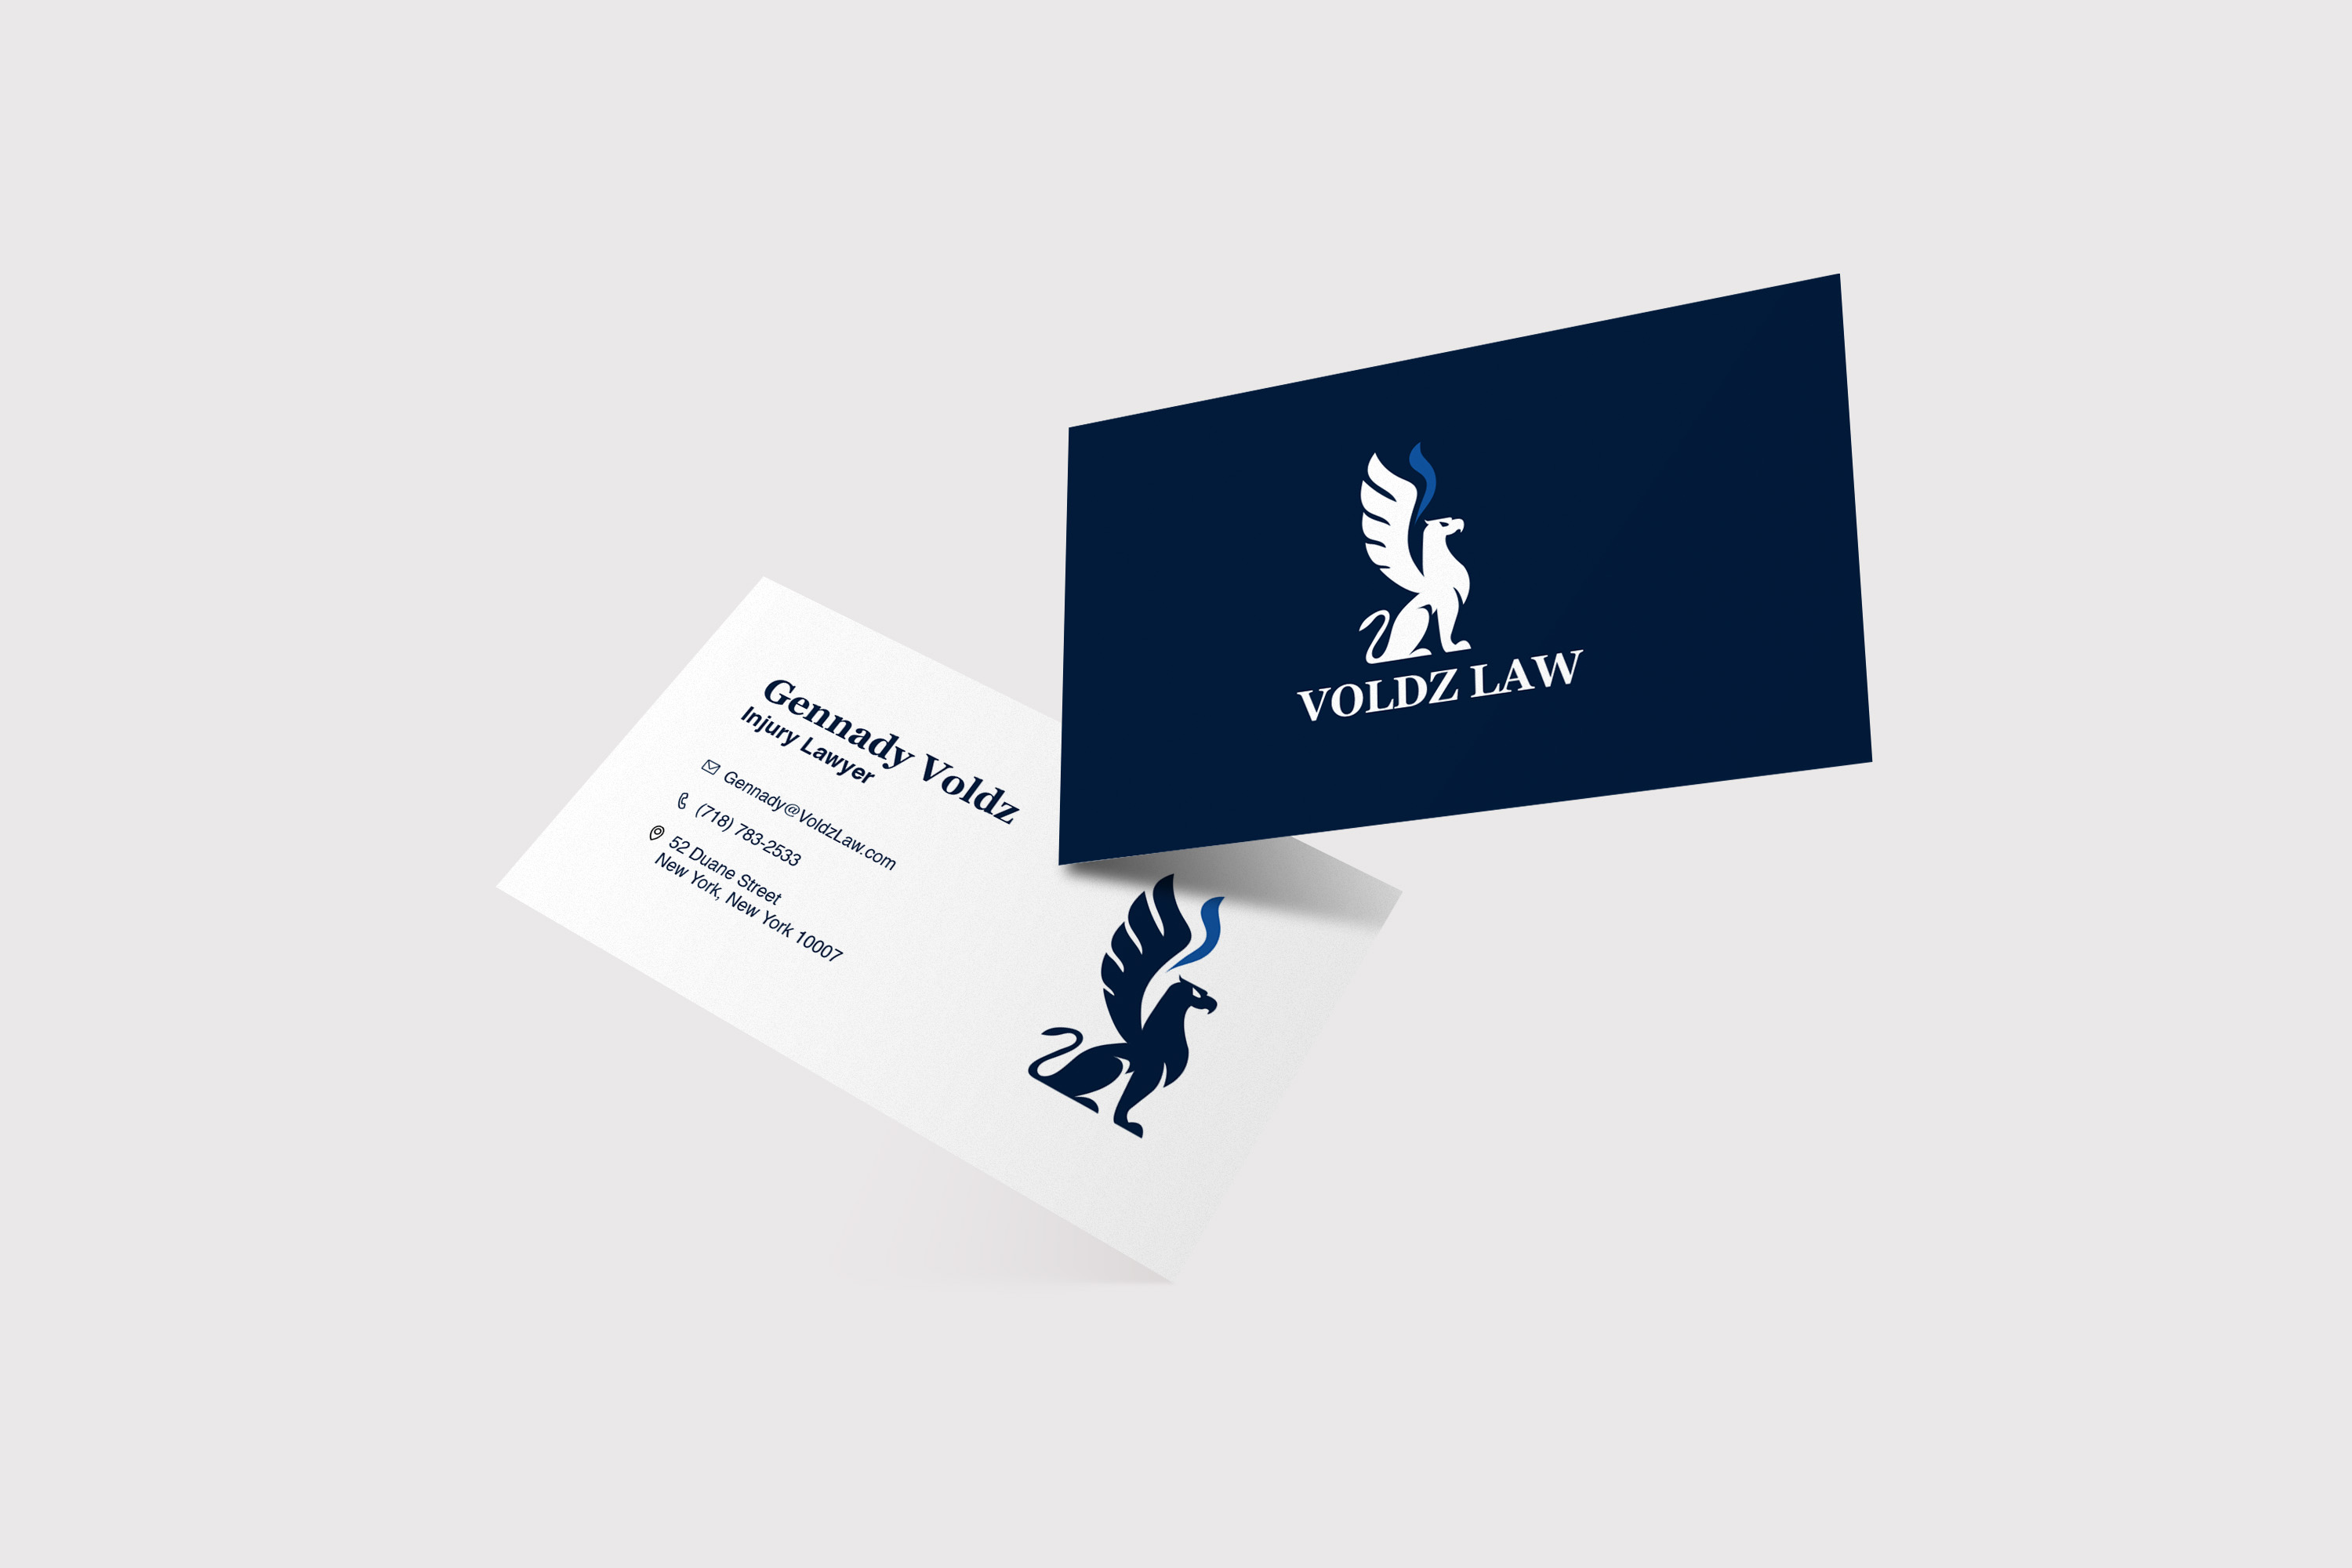 Gennady Voldz
Injury Lawyer
Gennady@VoldzLaw.com
(718) 783-2533
52 Duane Street
New York, New York 10007
VOLDZ LAW